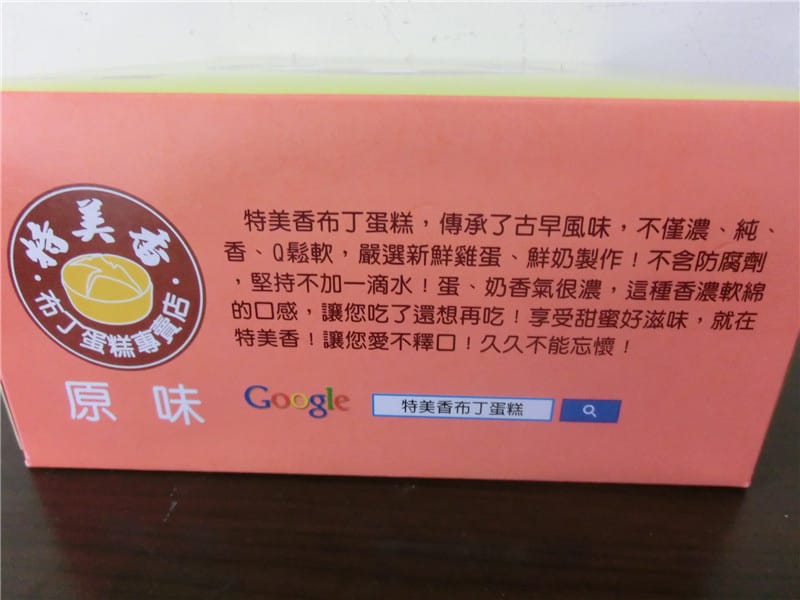 特美香
布丁蛋糕專賣店
原味
特美香布丁蛋糕，傳承了古早風味，不僅濃、純、
香、Q鬆軟，嚴選新鮮雞蛋、鮮奶製作！不含防腐劑
，堅持不加一滴水！蛋、奶香氣很濃，這種香濃軟綿
的口感，讓您吃了還想再吃！享受甜蜜好滋味，就在
特美香！讓您愛不釋口！久久不能忘懷！
Google
特美香布丁蛋糕